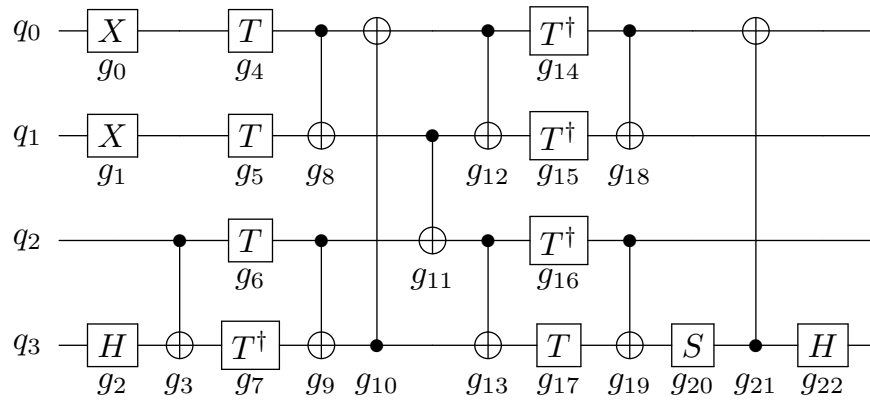 q₀ X T T†
g₀ g₄ g₁₄
q₁ X T T†
g₁ g₅ g₈ g₁₂ g₁₅ g₁₈
q₂ T T†
g₆ g₁₁ g₁₆
q₃ H T† T S H
g₂ g₃ g₇ g₉ g₁₀ g₁₃ g₁₇ g₁₉ g₂₀ g₂₁ g₂₂